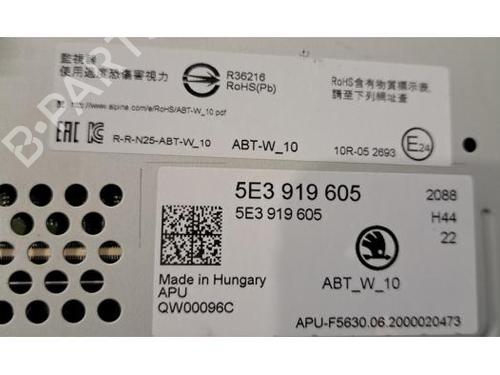 監視器
使用過度恐傷害視力
R36216
RoHS(Pb)
RoHS含有物質標示表,
請至下列網址查
http://www.alpine.com/e/RoHS/ABT-W_10.pdf
EAC
R-R-N25-ABT-W_10
ABT-W_10
10R-05 2693
E24
5E3 919 605
2088
5E3 919 605
H44
22
Made in Hungary
APU
QW00096C
ABT_W_10
APU-F5630.06.2000020473
B-PARTS